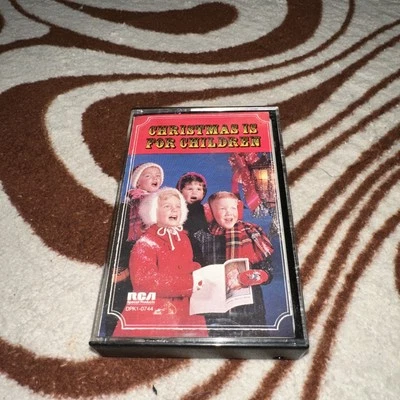 CHRISTMAS IS
FOR CHILDREN
RCA
DPK1-0744